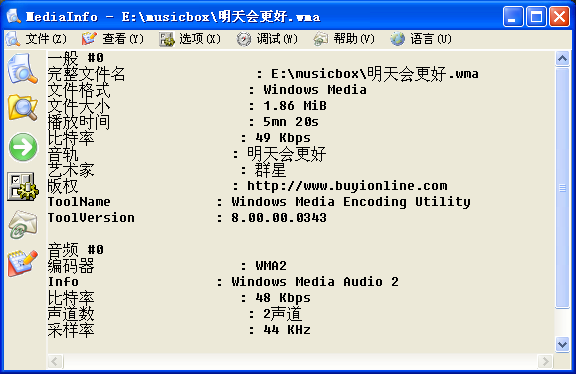 MediaInfo - E:\musicbox\明天会更好.wma
文件(Z) 查看(Y) 选项(X) 调试(W) 帮助(V) 语言(U)
一般 #0
完整文件名 : E:\musicbox\明天会更好.wma
文件格式 : Windows Media
文件大小 : 1.86 MiB
播放时间 : 5mn 20s
比特率 : 49 Kbps
音轨 : 明天会更好
艺术家 : 群星
版权 : http://www.buyionline.com
ToolName : Windows Media Encoding Utility
ToolVersion : 8.00.00.0343
音频 #0
编码器 : WMA2
Info : Windows Media Audio 2
比特率 : 48 Kbps
声道数 : 2声道
采样率 : 44 KHz